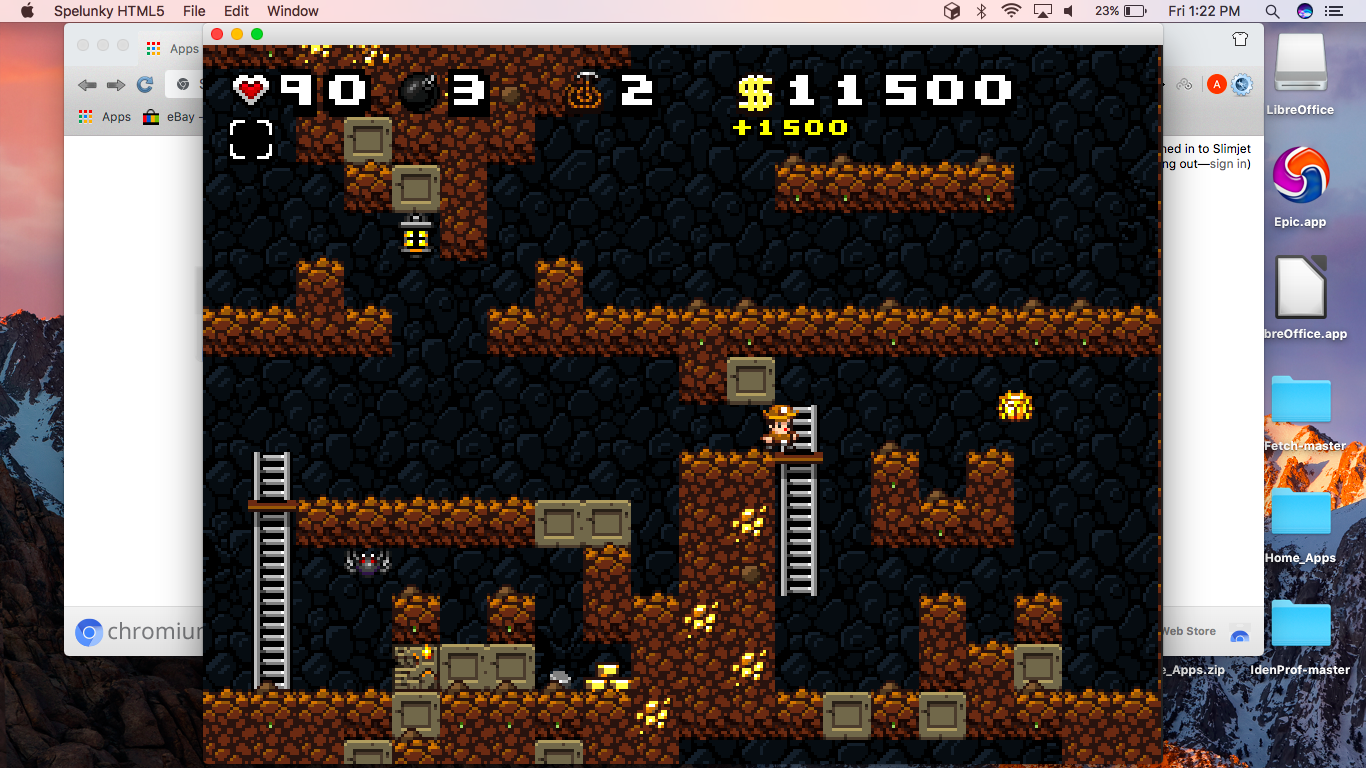 Spelunky HTML5 File Edit Window 23% Fri 1:22 PM
Apps
90 3 2 $11500
+1500
A
Apps eBay -
ned in to Slimjet
ng out—sign in)
LibreOffice
Epic.app
breOffice.app
Fetch-master
Home_Apps
chromiu
Web Store
e_Apps.zip IdenProf-master